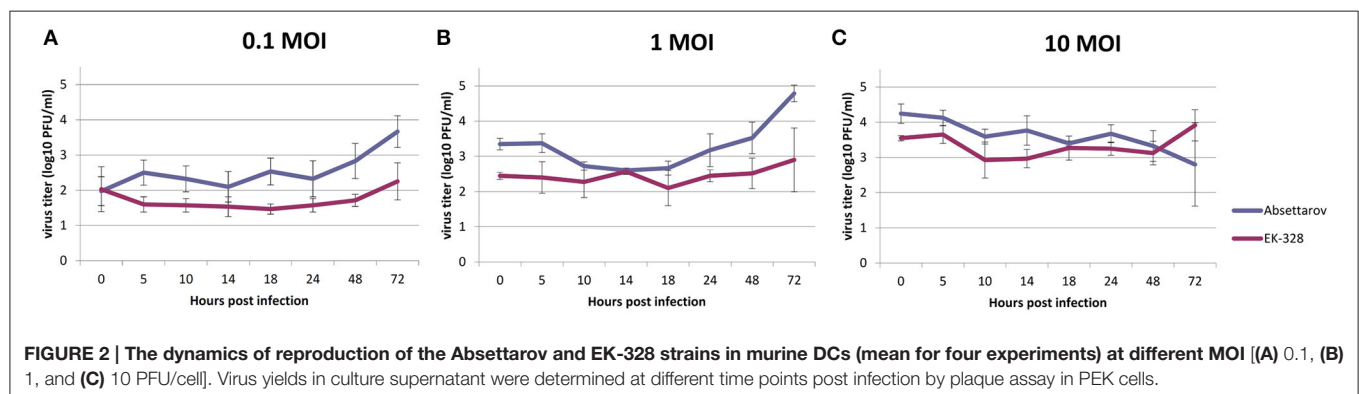 A
0.1 MOI
virus titer (log10 PFU/ml)
5
4
3
2
1
0
0 5 10 14 18 24 48 72
Hours post infection
B
1 MOI
virus titer (log10 PFU/ml)
5
4
3
2
1
0
0 5 10 14 18 24 48 72
Hours post infection
C
10 MOI
virus titer (log10 PFU/ml)
5
4
3
2
1
0
0 5 10 14 18 24 48 72
Hours post infection
Absettarov
EK-328
FIGURE 2 | The dynamics of reproduction of the Absettarov and EK-328 strains in murine DCs (mean for four experiments) at different MOI [(A) 0.1, (B)
1, and (C) 10 PFU/cell]. Virus yields in culture supernatant were determined at different time points post infection by plaque assay in PEK cells.